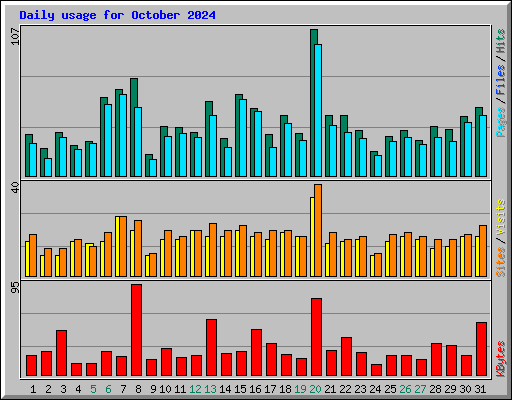 Daily usage for October 2024
107
Pages / Files / Hits
40
Sites / Visits
95
KBytes
1 2 3 4 5 6 7 8 9 10 11 12 13 14 15 16 17 18 19 20 21 22 23 24 25 26 27 28 29 30 31